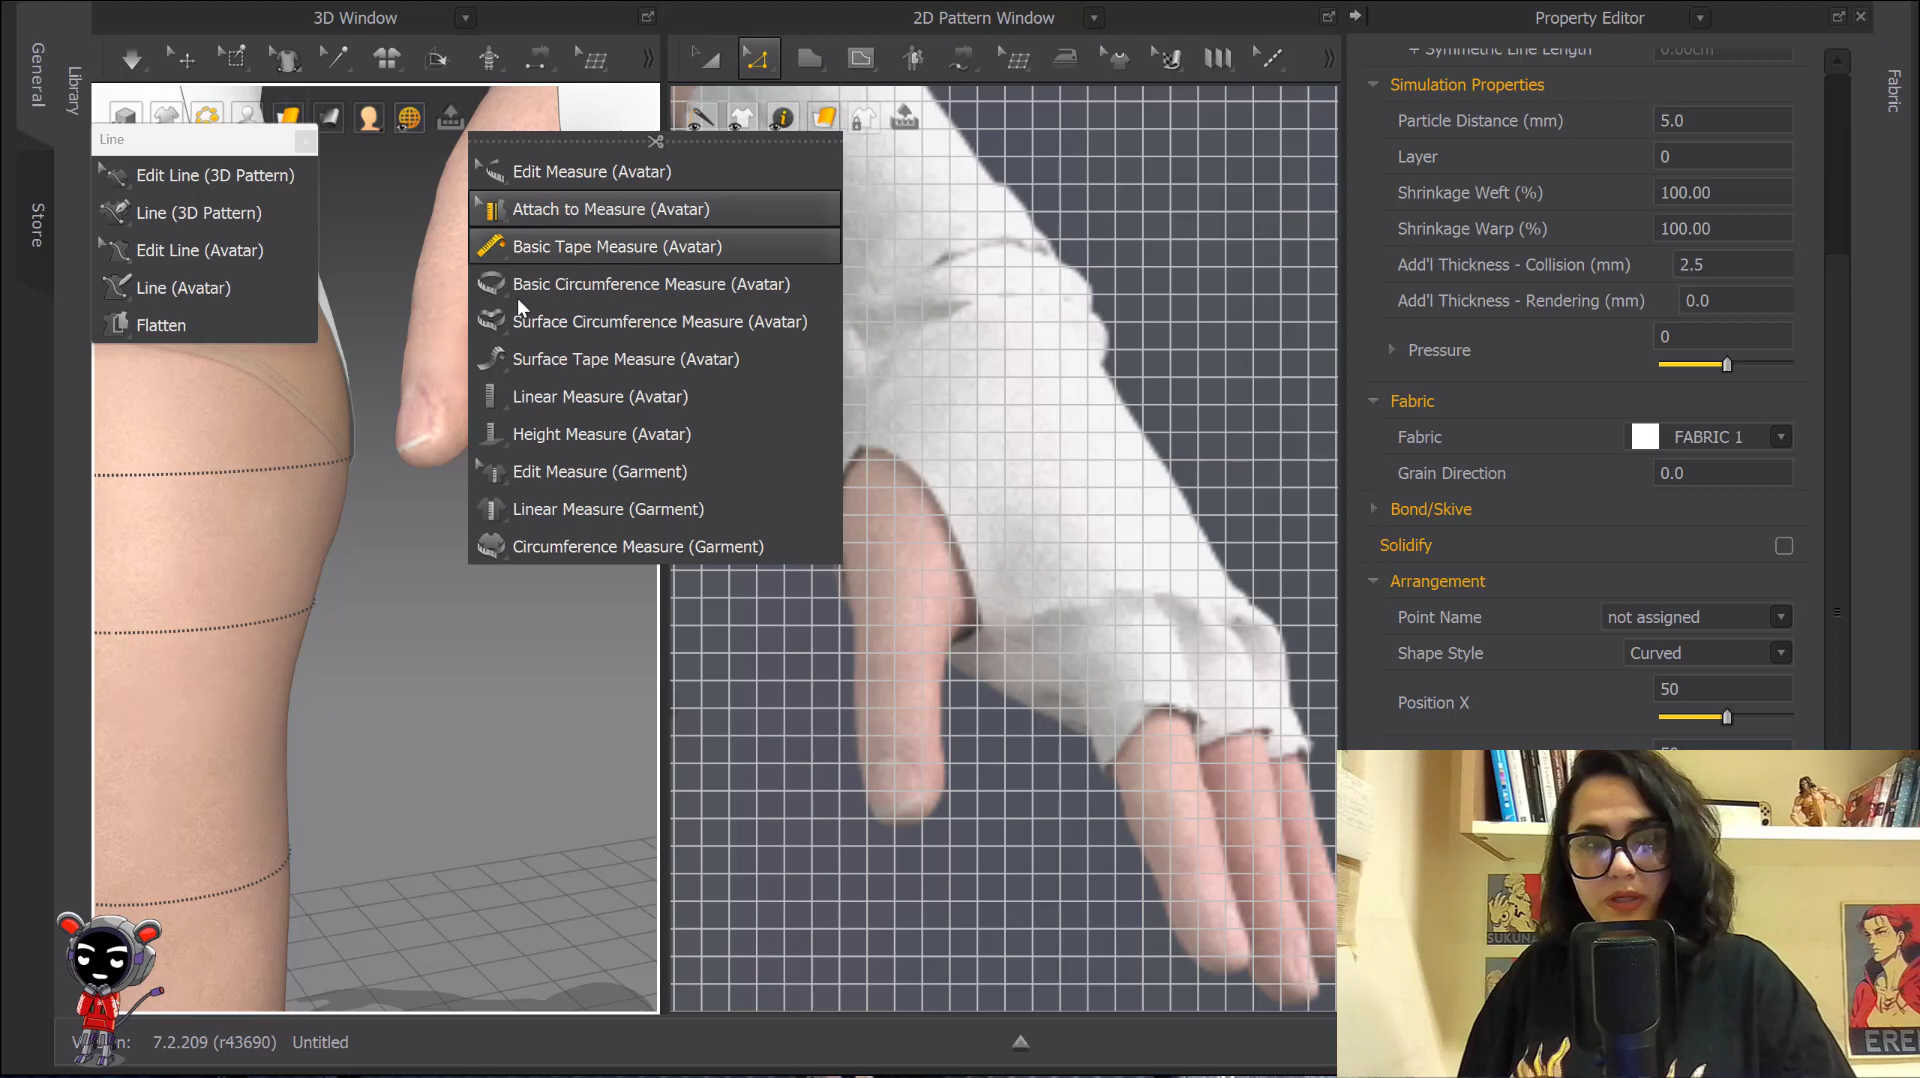 3D Window
2D Pattern Window
Property Editor
General
Library
Store
Fabric
Line
Edit Line (3D Pattern)
Line (3D Pattern)
Edit Line (Avatar)
Line (Avatar)
Flatten
Edit Measure (Avatar)
Attach to Measure (Avatar)
Basic Tape Measure (Avatar)
Basic Circumference Measure (Avatar)
Surface Circumference Measure (Avatar)
Surface Tape Measure (Avatar)
Linear Measure (Avatar)
Height Measure (Avatar)
Edit Measure (Garment)
Linear Measure (Garment)
Circumference Measure (Garment)
+ Symmetric Line Length 0.00cm
Simulation Properties
Particle Distance (mm) 5.0
Layer 0
Shrinkage Weft (%) 100.00
Shrinkage Warp (%) 100.00
Add'l Thickness - Collision (mm) 2.5
Add'l Thickness - Rendering (mm) 0.0
Pressure 0
Fabric
Fabric FABRIC 1
Grain Direction 0.0
Bond/Skive
Solidify
Arrangement
Point Name not assigned
Shape Style Curved
Position X 50
7.2.209 (r43690) Untitled
SUKUNA
EREN